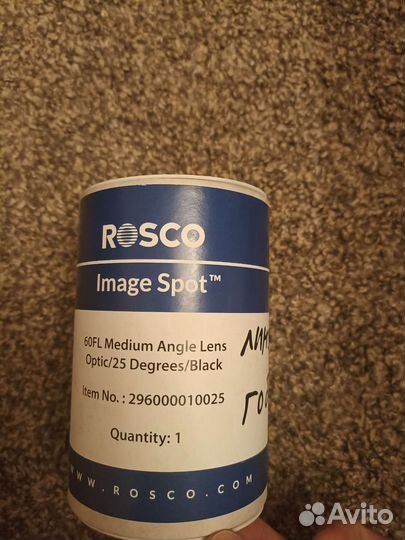 ROSCO
Image Spot™
60FL Medium Angle Lens
Optic/25 Degrees/Black
Item No.: 296000010025
Quantity: 1
WWW.ROSCO.COM
Avito